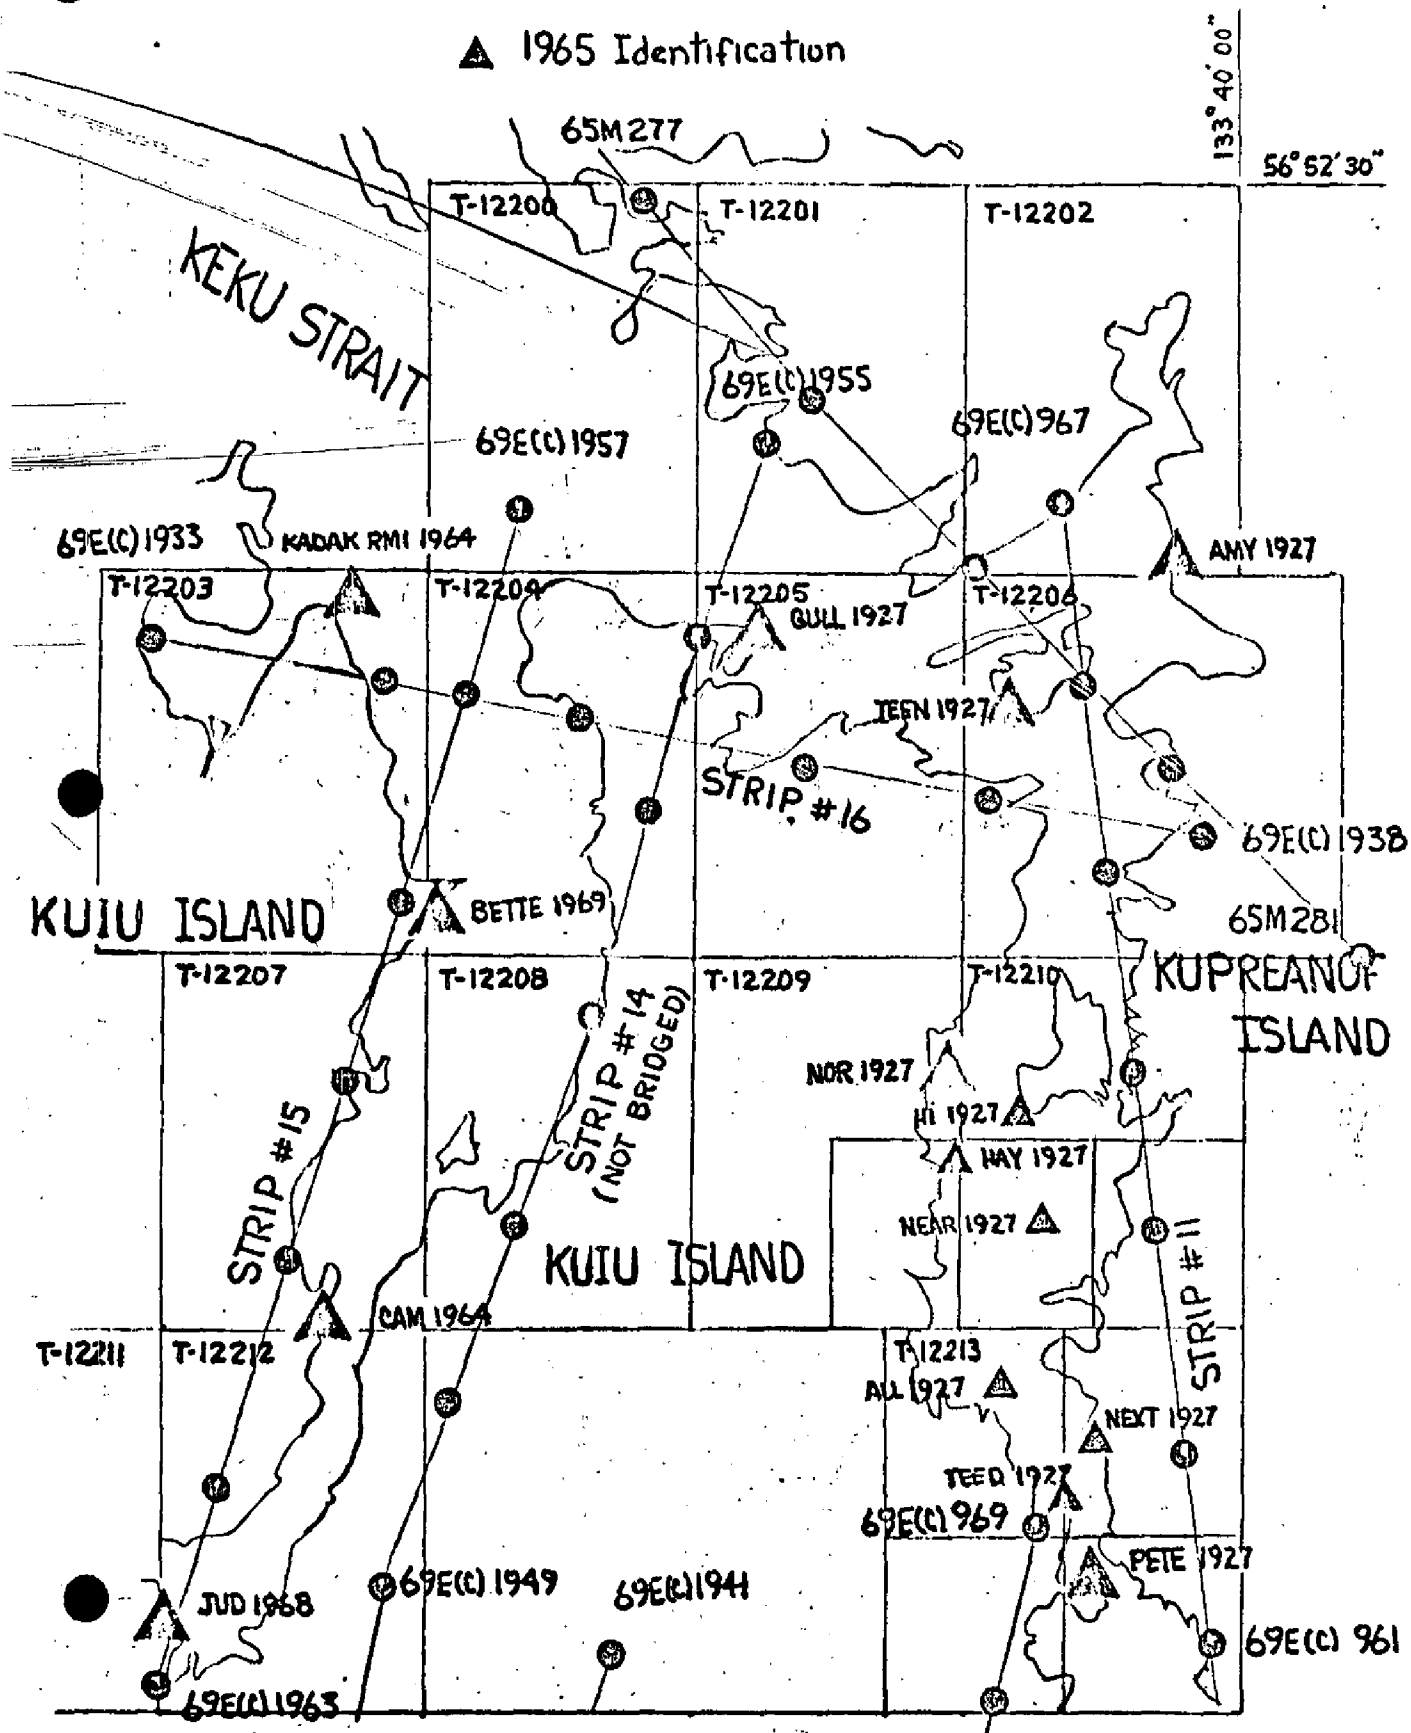 1965 Identification
133° 40' 00"
65M277
56° 52' 30"
T-12200
T-12201
T-12202
KEKU STRAIT
69E(C)1955
69E(C)967
69E(C)1957
69E(C)1933
KADAK RM1 1964
AMY 1927
T-12203
T-12204
T-12205
T-12206
GULL 1927
TEEN 1927
STRIP #16
69E(C)1938
KUIU ISLAND
BETTE 1969
65M281
T-12207
T-12208
T-12209
T-12210
KUPREANOF
ISLAND
STRIP #14
(NOT BRIDGED)
NOR 1927
HI 1927
STRIP #15
HAY 1927
NEAR 1927
KUIU ISLAND
STRIP #11
CAM 1964
T-12211
T-12212
T-12213
ALL 1927
NEXT 1927
TEED 1927
69E(C) 969
PETE 1927
69E(C) 1949
69E(C)1941
JUD 1968
69E(C) 961
69E(C)1963